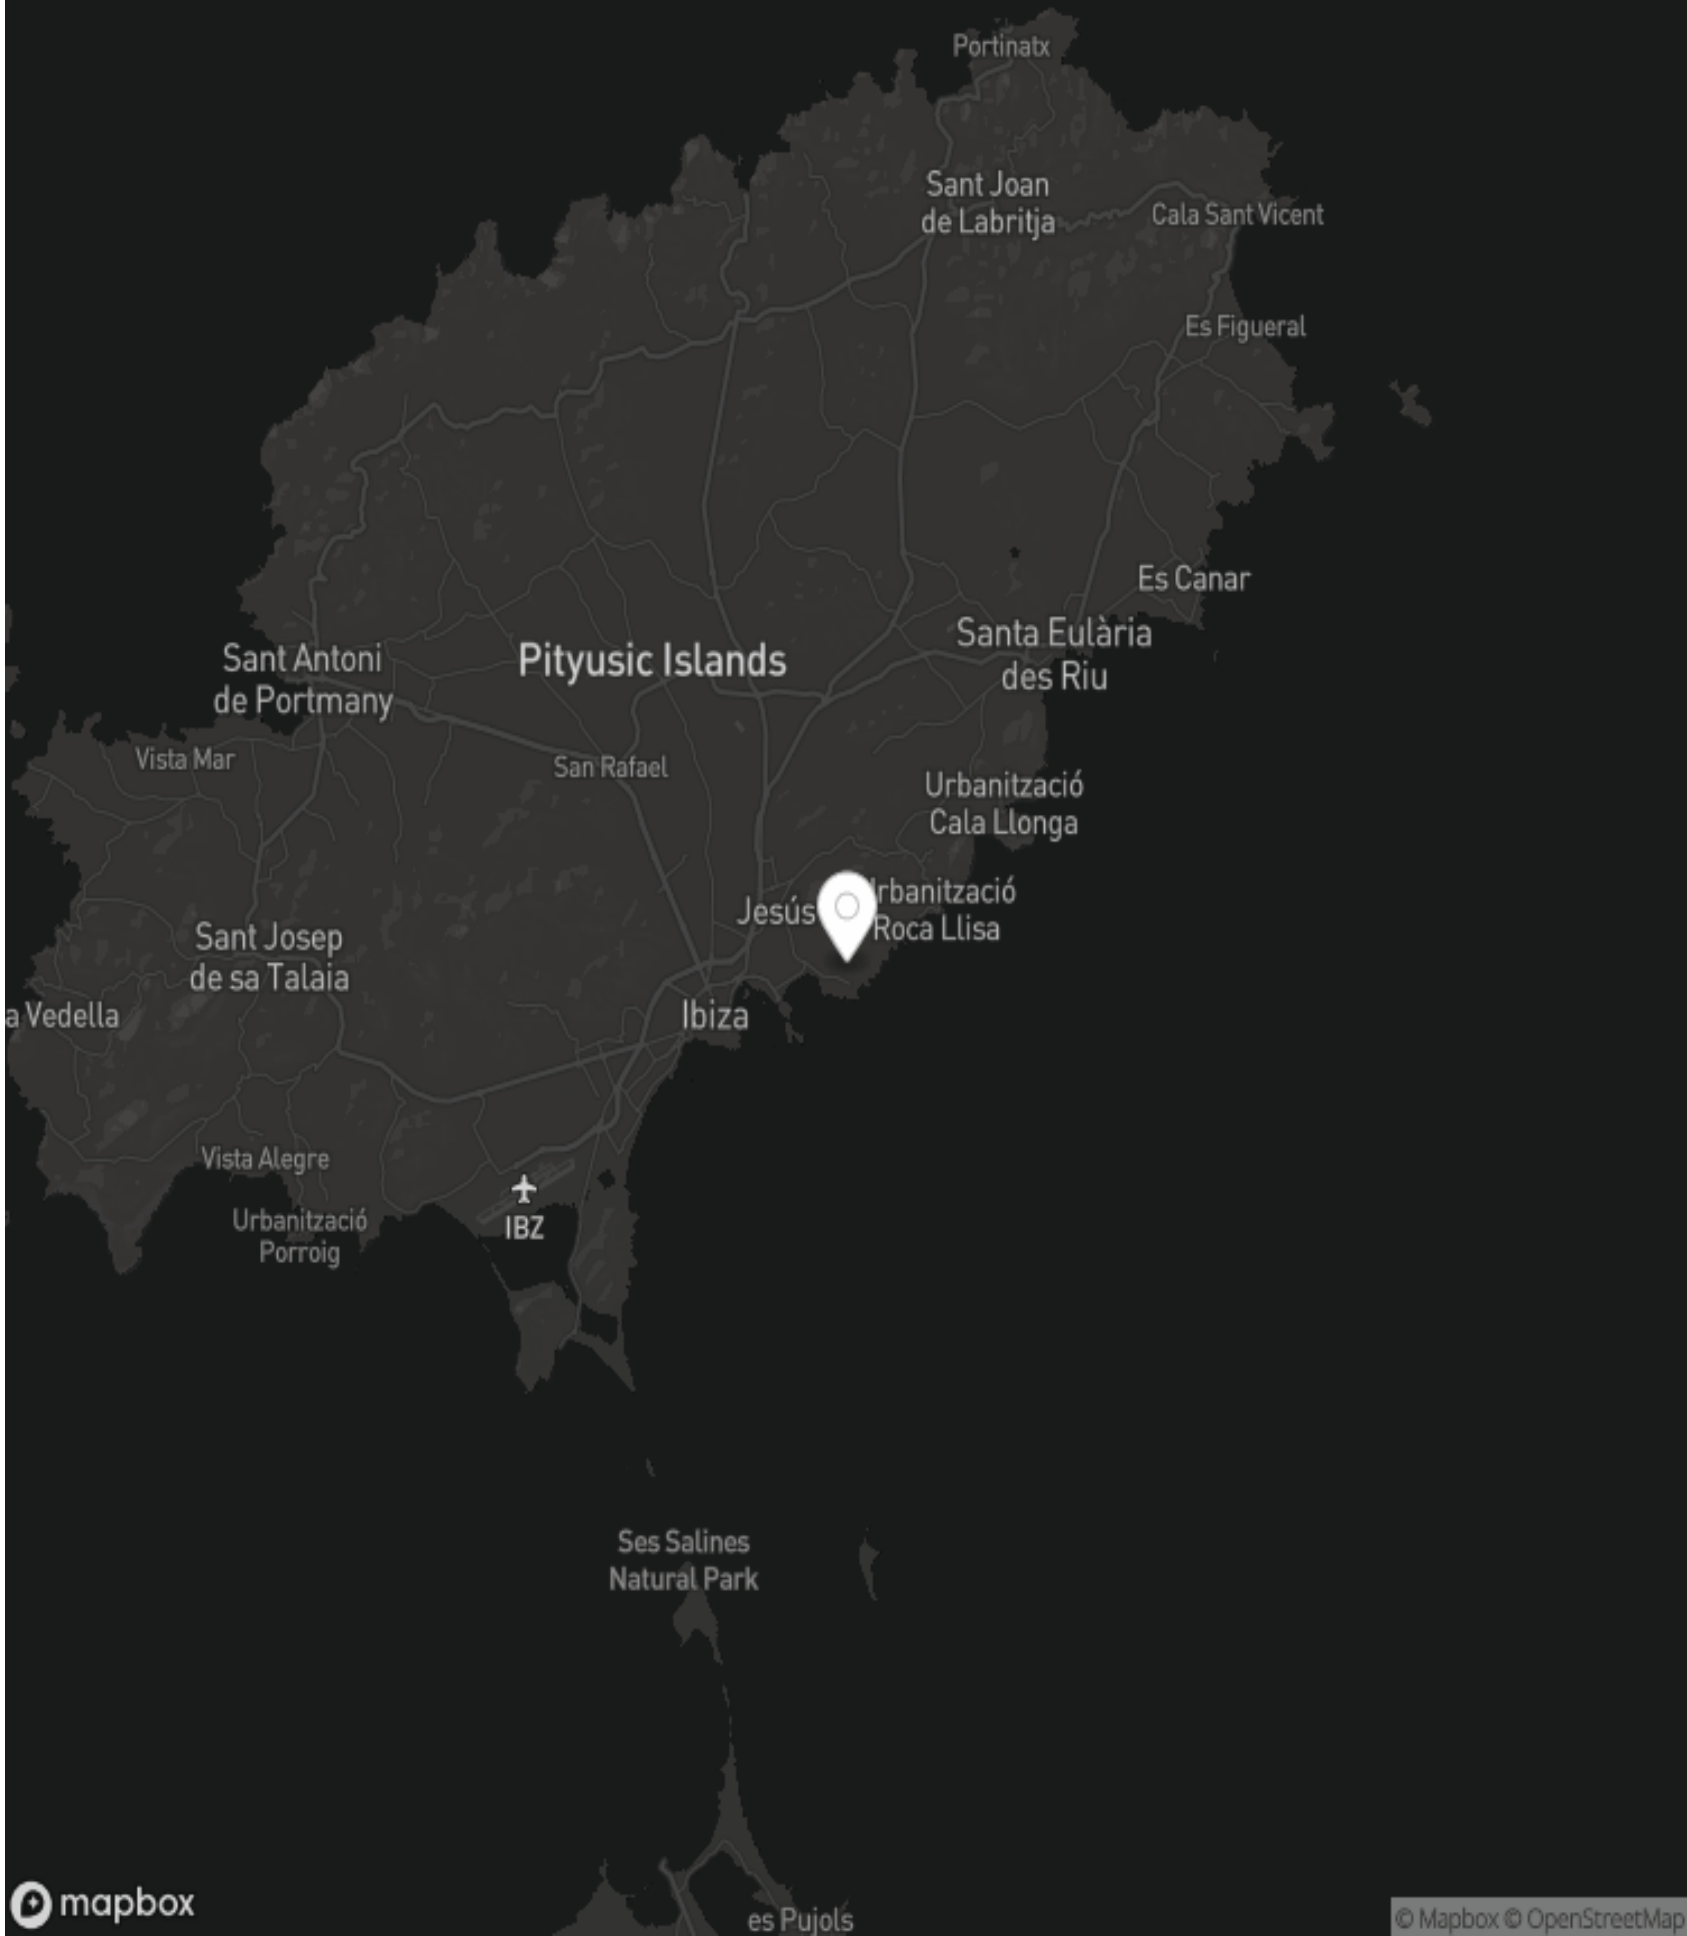 Portinatx
Sant Joan
de Labritja
Cala Sant Vicent
Es Figueral
Es Canar
Santa Eulària
des Riu
Sant Antoni
de Portmany
Pityusic Islands
Vista Mar
San Rafael
Urbanització
Cala Llonga
Jesús
rbanització
Roca Llisa
Sant Josep
de sa Talaia
a Vedella
Ibiza
Vista Alegre
Urbanització
Porroig
IBZ
Ses Salines
Natural Park
es Pujols
mapbox
© Mapbox © OpenStreetMap